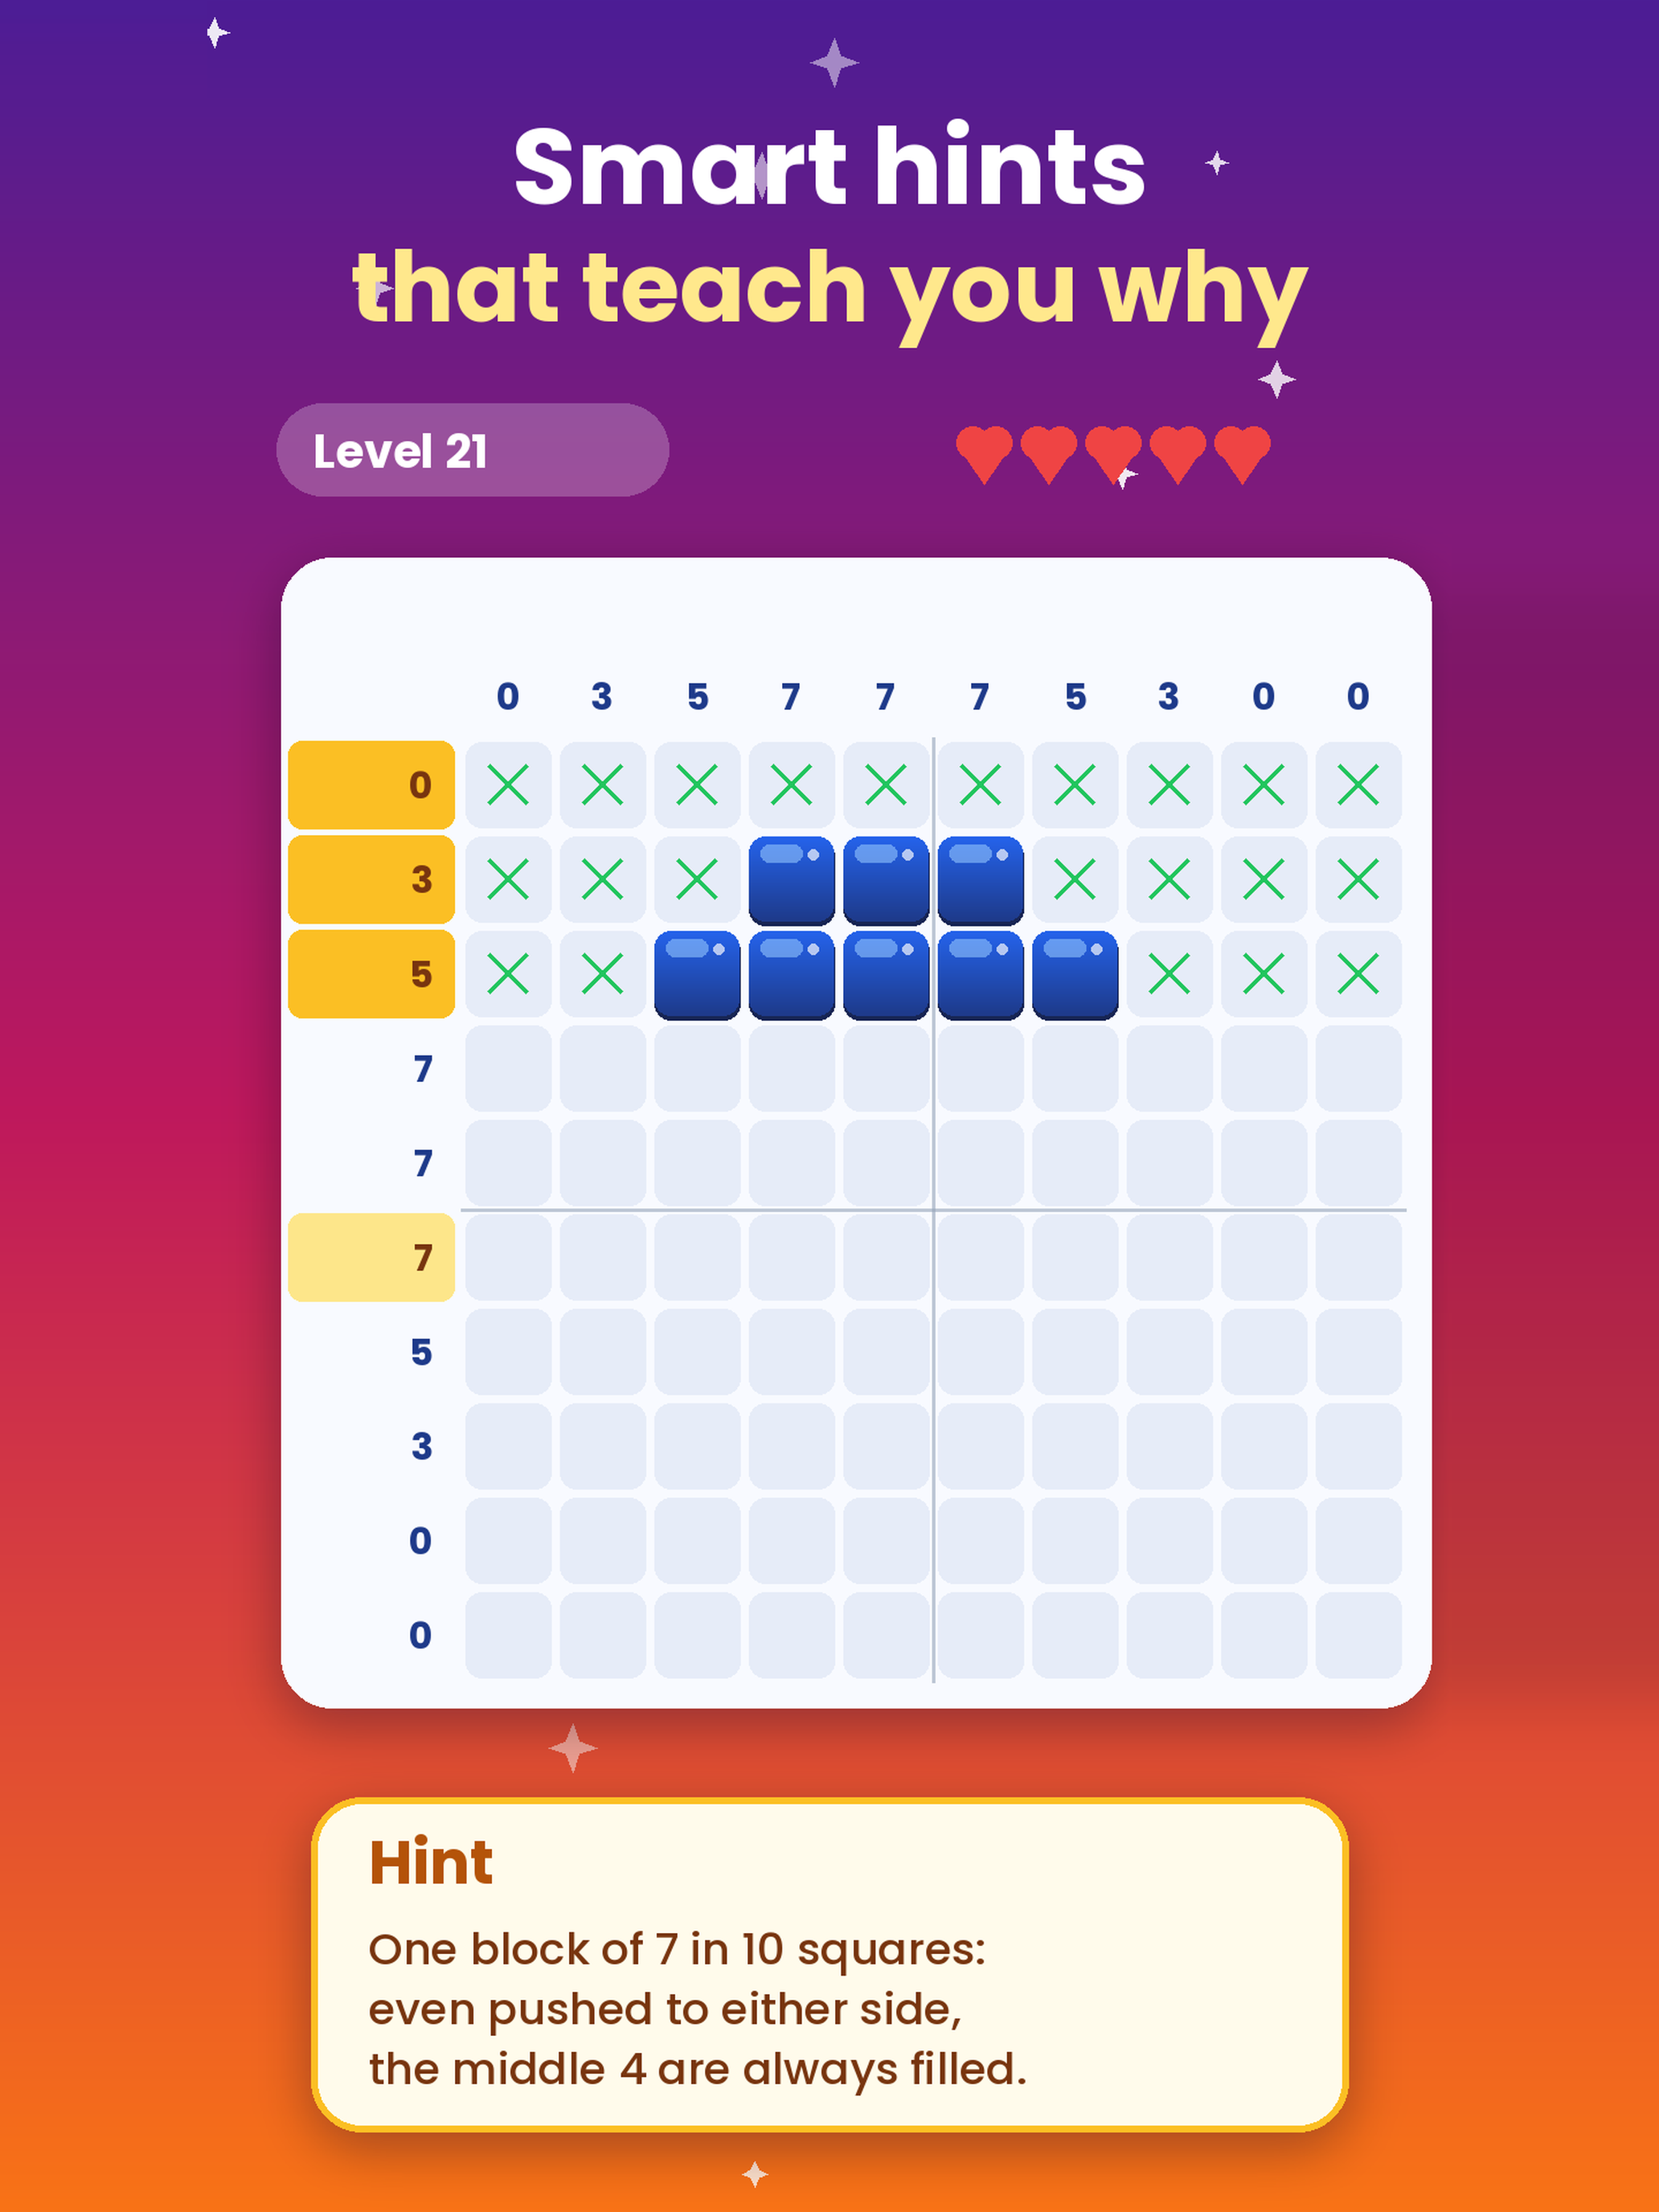 Smart hints
that teach you why
Level 21
0 3 5 7 7 7 5 3 0 0
0
3
5
7
7
7
5
3
0
0
Hint
One block of 7 in 10 squares:
even pushed to either side,
the middle 4 are always filled.